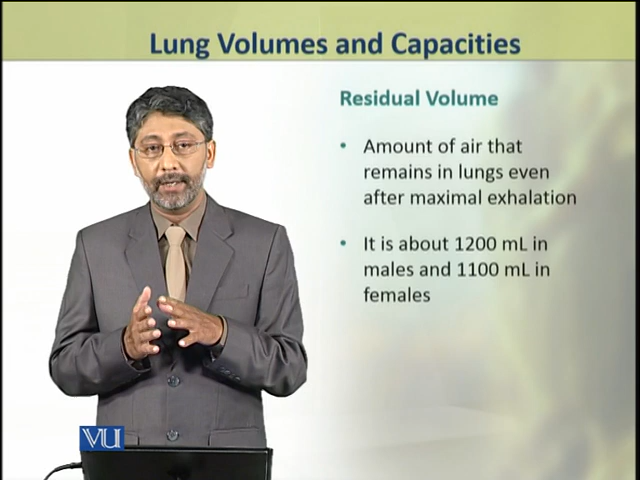 Lung Volumes and Capacities
Residual Volume
• Amount of air that
remains in lungs even
after maximal exhalation
• It is about 1200 mL in
males and 1100 mL in
females
VU